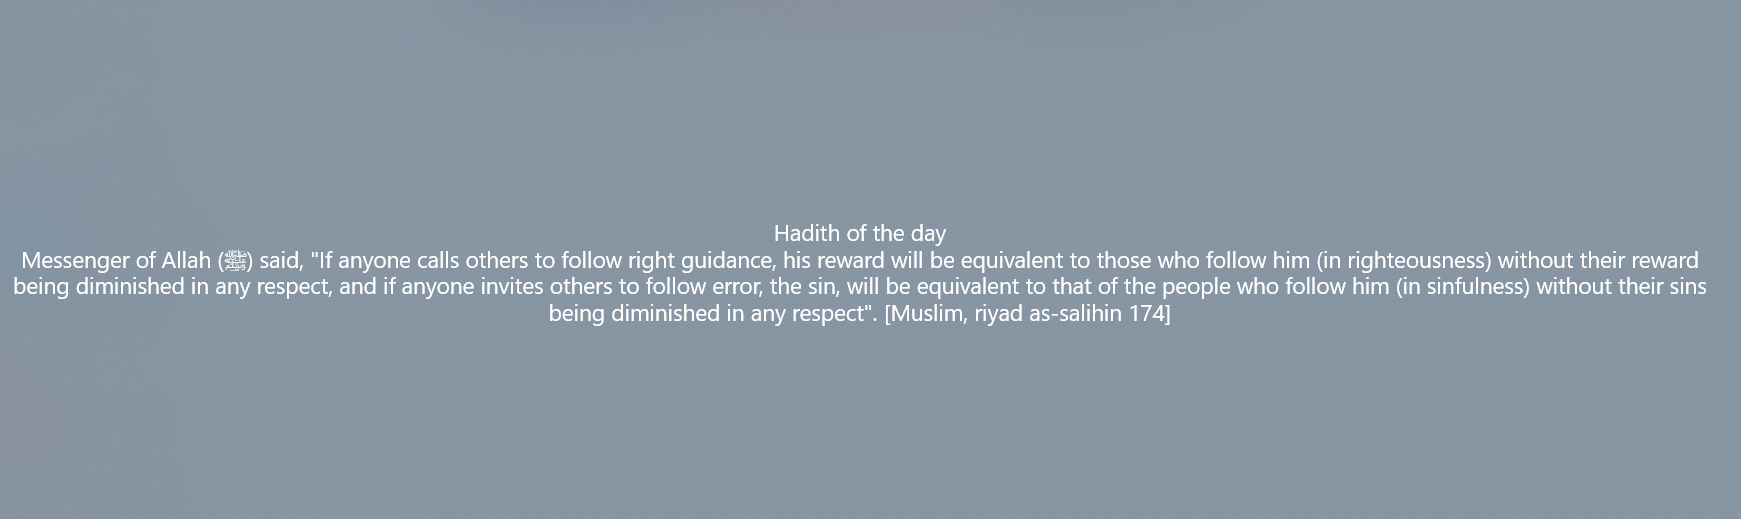 Hadith of the day
Messenger of Allah (ﷺ) said, "If anyone calls others to follow right guidance, his reward will be equivalent to those who follow him (in righteousness) without their reward
being diminished in any respect, and if anyone invites others to follow error, the sin, will be equivalent to that of the people who follow him (in sinfulness) without their sins
being diminished in any respect". [Muslim, riyad as-salihin 174]